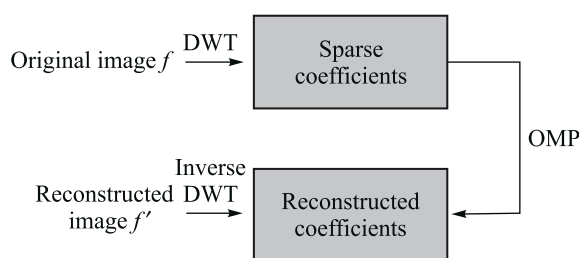 DWT
Original image f
Sparse
coefficients
OMP
Inverse
DWT
Reconstructed
image f′
Reconstructed
coefficients